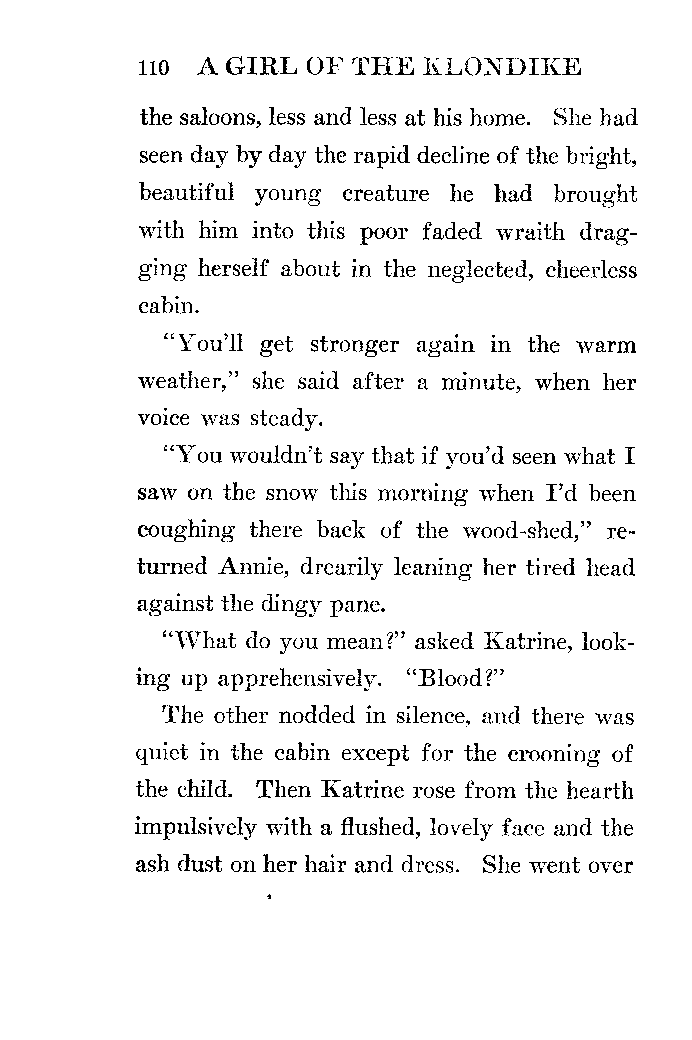 110 A GIRL OF THE KLONDIKE
the saloons, less and less at his home. She had
seen day by day the rapid decline of the bright,
beautiful young creature he had brought
with him into this poor faded wraith drag-
ging herself about in the neglected, cheerless
cabin.
“You’ll get stronger again in the warm
weather,” she said after a minute, when her
voice was steady.
“You wouldn’t say that if you’d seen what I
saw on the snow this morning when I’d been
coughing there back of the wood-shed,” re-
turned Annie, drearily leaning her tired head
against the dingy pane.
“What do you mean?” asked Katrine, look-
ing up apprehensively. “Blood?”
The other nodded in silence, and there was
quiet in the cabin except for the crooning of
the child. Then Katrine rose from the hearth
impulsively with a flushed, lovely face and the
ash dust on her hair and dress. She went over